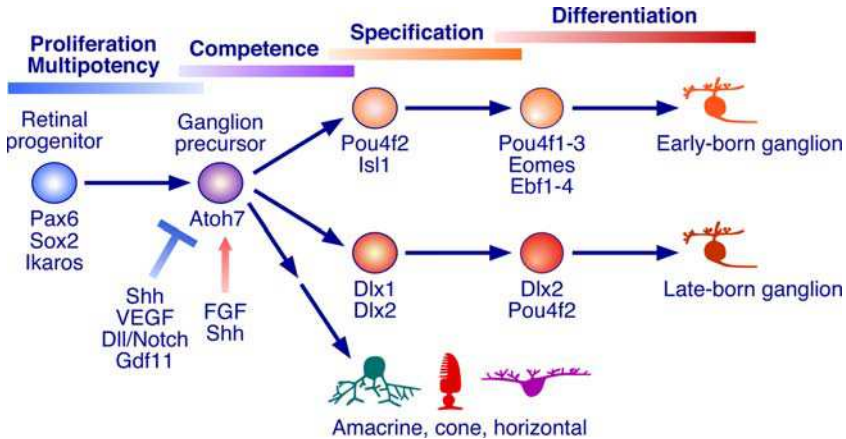 Proliferation
Multipotency
Competence
Specification
Differentiation
Retinal
progenitor
Ganglion
precursor
Pax6
Sox2
Ikaros
Atoh7
Shh
VEGF
Dll/Notch
Gdf11
FGF
Shh
Pou4f2
Isl1
Pou4f1-3
Eomes
Ebf1-4
Early-born ganglion
Dlx1
Dlx2
Dlx2
Pou4f2
Late-born ganglion
Amacrine, cone, horizontal